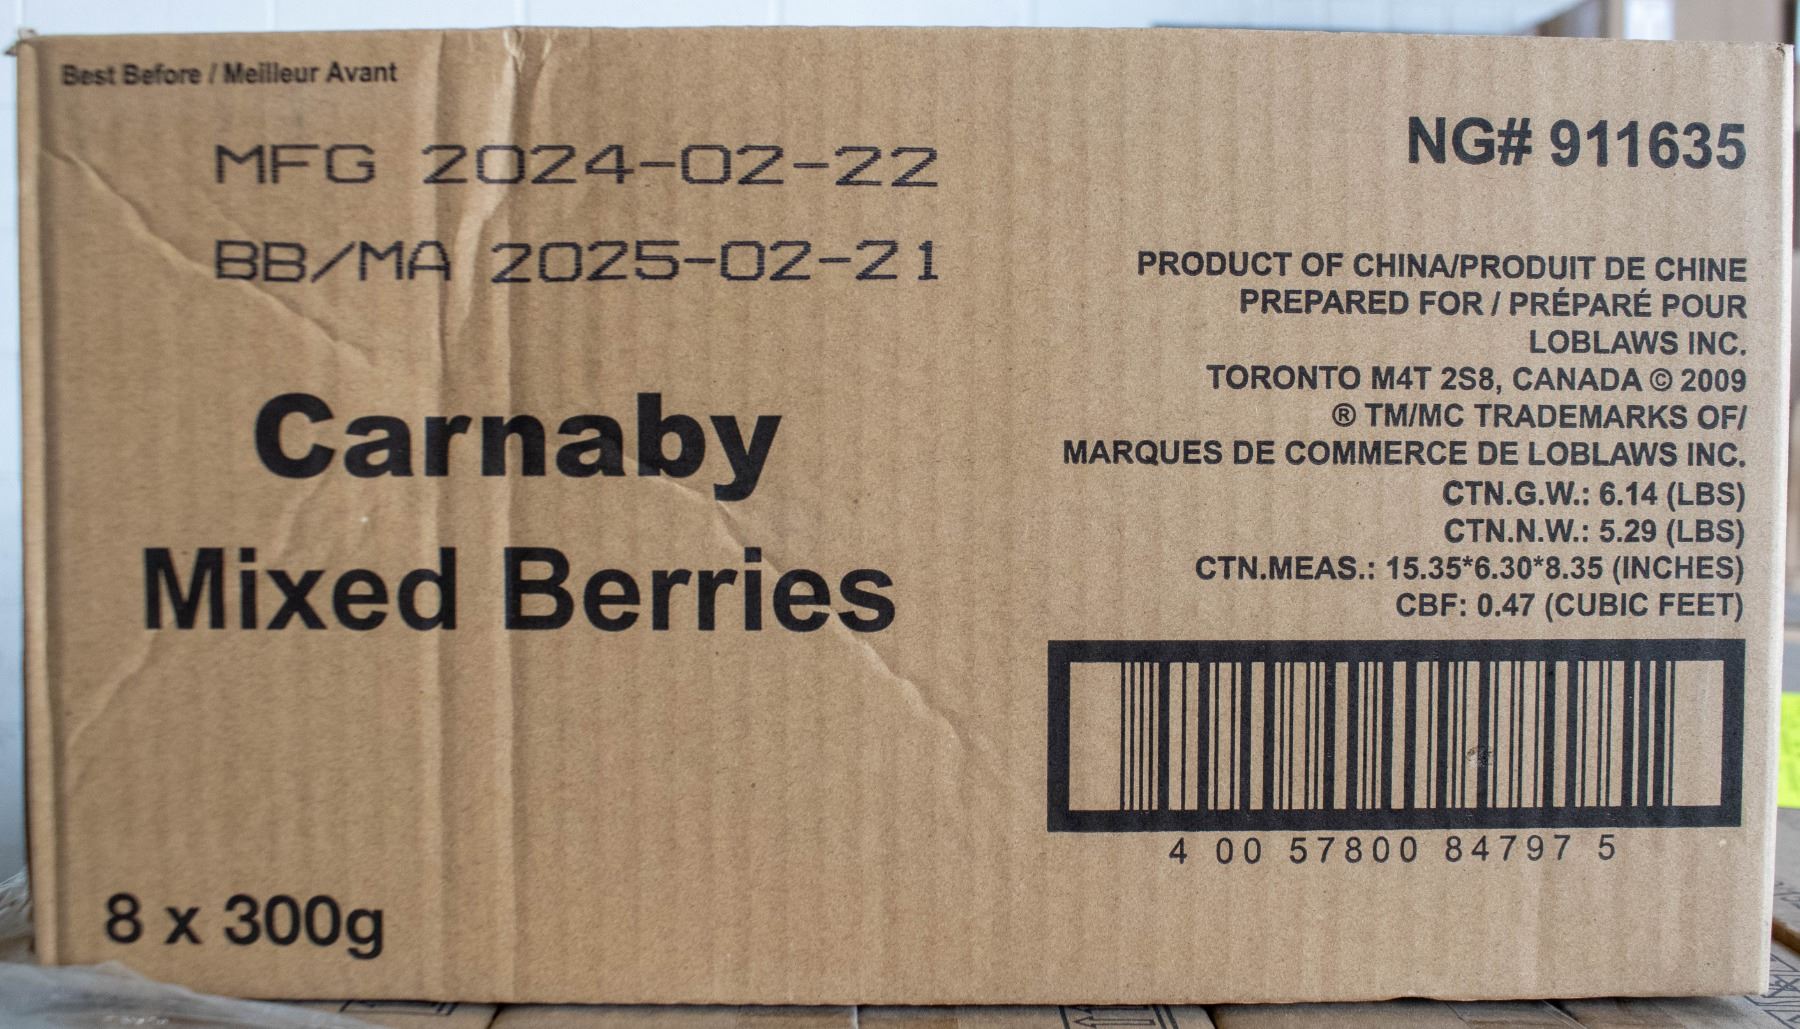 Best Before / Meilleur Avant
MFG 2024-02-22
BB/MA 2025-02-21
Carnaby
Mixed Berries
8 x 300g
NG# 911635
PRODUCT OF CHINA/PRODUIT DE CHINE
PREPARED FOR / PRÉPARÉ POUR
LOBLAWS INC.
TORONTO M4T 2S8, CANADA © 2009
® TM/MC TRADEMARKS OF/
MARQUES DE COMMERCE DE LOBLAWS INC.
CTN.G.W.: 6.14 (LBS)
CTN.N.W.: 5.29 (LBS)
CTN.MEAS.: 15.35*6.30*8.35 (INCHES)
CBF: 0.47 (CUBIC FEET)
4 00 57800 84797 5